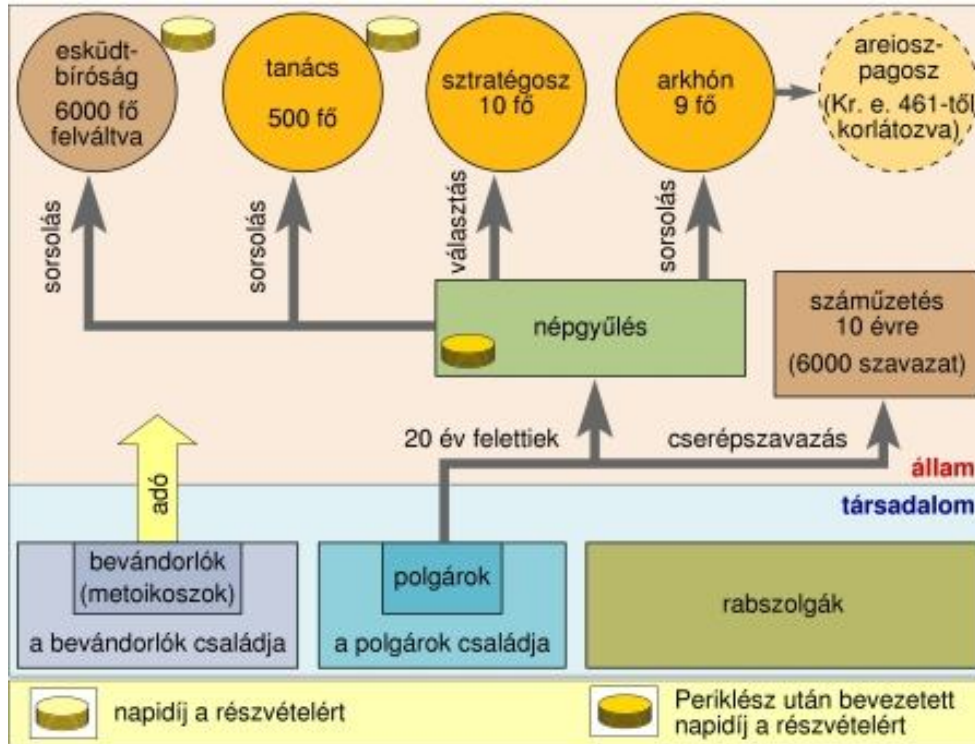 esküdt-
bíróság
6000 fő
felváltva
tanács
500 fő
sztratégosz
10 fő
arkhón
9 fő
areiosz-
pagosz
(Kr. e. 461-től
korlátozva)
sorsolás
sorsolás
választás
sorsolás
népgyűlés
száműzetés
10 évre
(6000 szavazat)
20 év felettiek
cserépszavazás
adó
állam
társadalom
bevándorlók
(metoikoszok)
a bevándorlók családja
polgárok
a polgárok családja
rabszolgák
napidíj a részvételért
Periklész után bevezetett
napidíj a részvételért